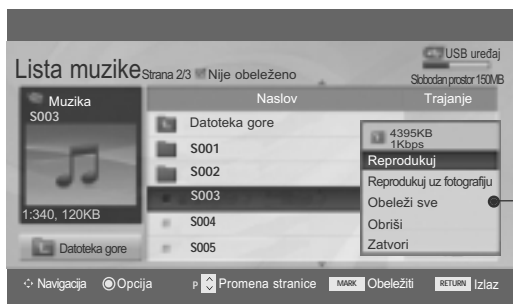 USB uređaj
Lista muzike Strana 2/3 Nije obeleženo
Slobodan prostor 150MB
Muzika
S003
1:340, 120KB
Datoteka gore
Naslov Trajanje
Datoteka gore
S001
S002
S003
S004
S005
4395KB
1Kbps
Reprodukuj
Reprodukuj uz fotografiju
Obeleži sve
Obriši
Zatvori
Navigacija Opcija P Promena stranice MARK Obeležiti RETURN Izlaz